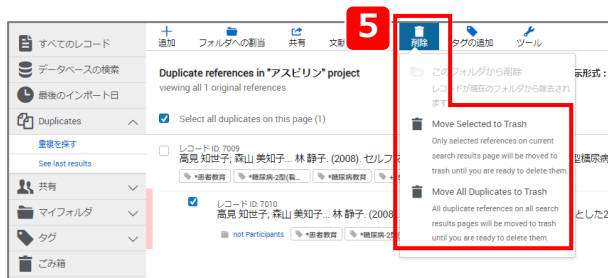 5
追加
フォルダへの割当
共有
削除
タグの追加
ツール
すべてのレコード
データベースの検索
最後のインポート日
Duplicates
重複を探す
See last results
共有
マイフォルダ
タグ
ごみ箱
Duplicate references in "アスピリン" project
viewing all 1 original references
示形式：
Select all duplicates on this page (1)
レコード ID: 7009
高見 知世子; 森山 美知子... 林 静子. (2008). セルフ
型糖尿病
*患者教育
*糖尿病-2型(看...
*糖尿病教育
レコード ID: 7010
高見 知世子; 森山 美知子... 林 静子. (2008)
とした2
not Participants
*患者教育
このフォルダから削除
レコードが現在のフォルダから除去され
ます
Move Selected to Trash
Only selected references on current
search results page will be moved to
trash until you are ready to delete them.
Move All Duplicates to Trash
All duplicate references on all search
results pages will be moved to trash
until you are ready to delete them.